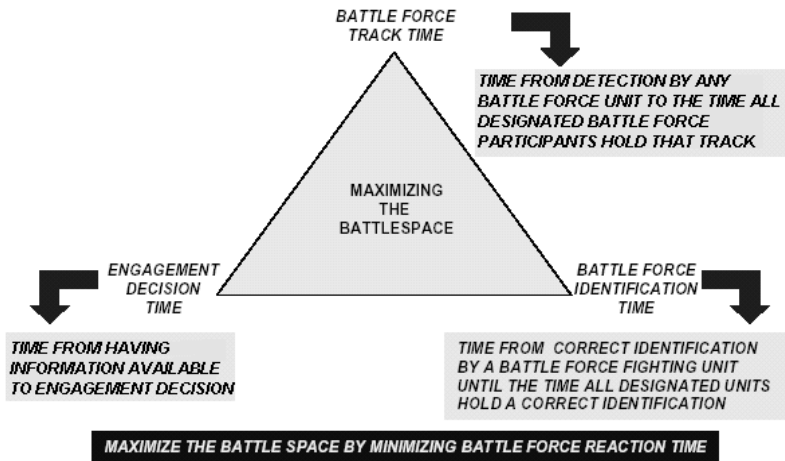 BATTLE FORCE
TRACK TIME
TIME FROM DETECTION BY ANY
BATTLE FORCE UNIT TO THE TIME ALL
DESIGNATED BATTLE FORCE
PARTICIPANTS HOLD THAT TRACK
MAXIMIZING
THE
BATTLESPACE
ENGAGEMENT
DECISION
TIME
BATTLE FORCE
IDENTIFICATION
TIME
TIME FROM HAVING
INFORMATION AVAILABLE
TO ENGAGEMENT DECISION
TIME FROM CORRECT IDENTIFICATION
BY A BATTLE FORCE FIGHTING UNIT
UNTIL THE TIME ALL DESIGNATED UNITS
HOLD A CORRECT IDENTIFICATION
MAXIMIZE THE BATTLE SPACE BY MINIMIZING BATTLE FORCE REACTION TIME